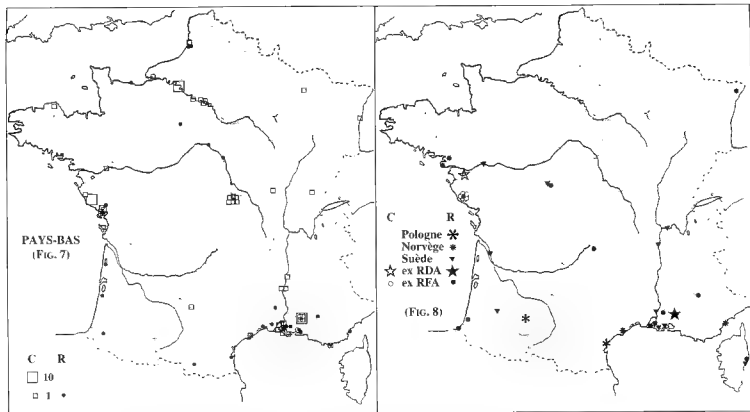 PAYS-BAS
(FIG. 7)
C R
10
1
C R
Pologne
Norvège
Suède
ex RDA
ex RFA
(FIG. 8)